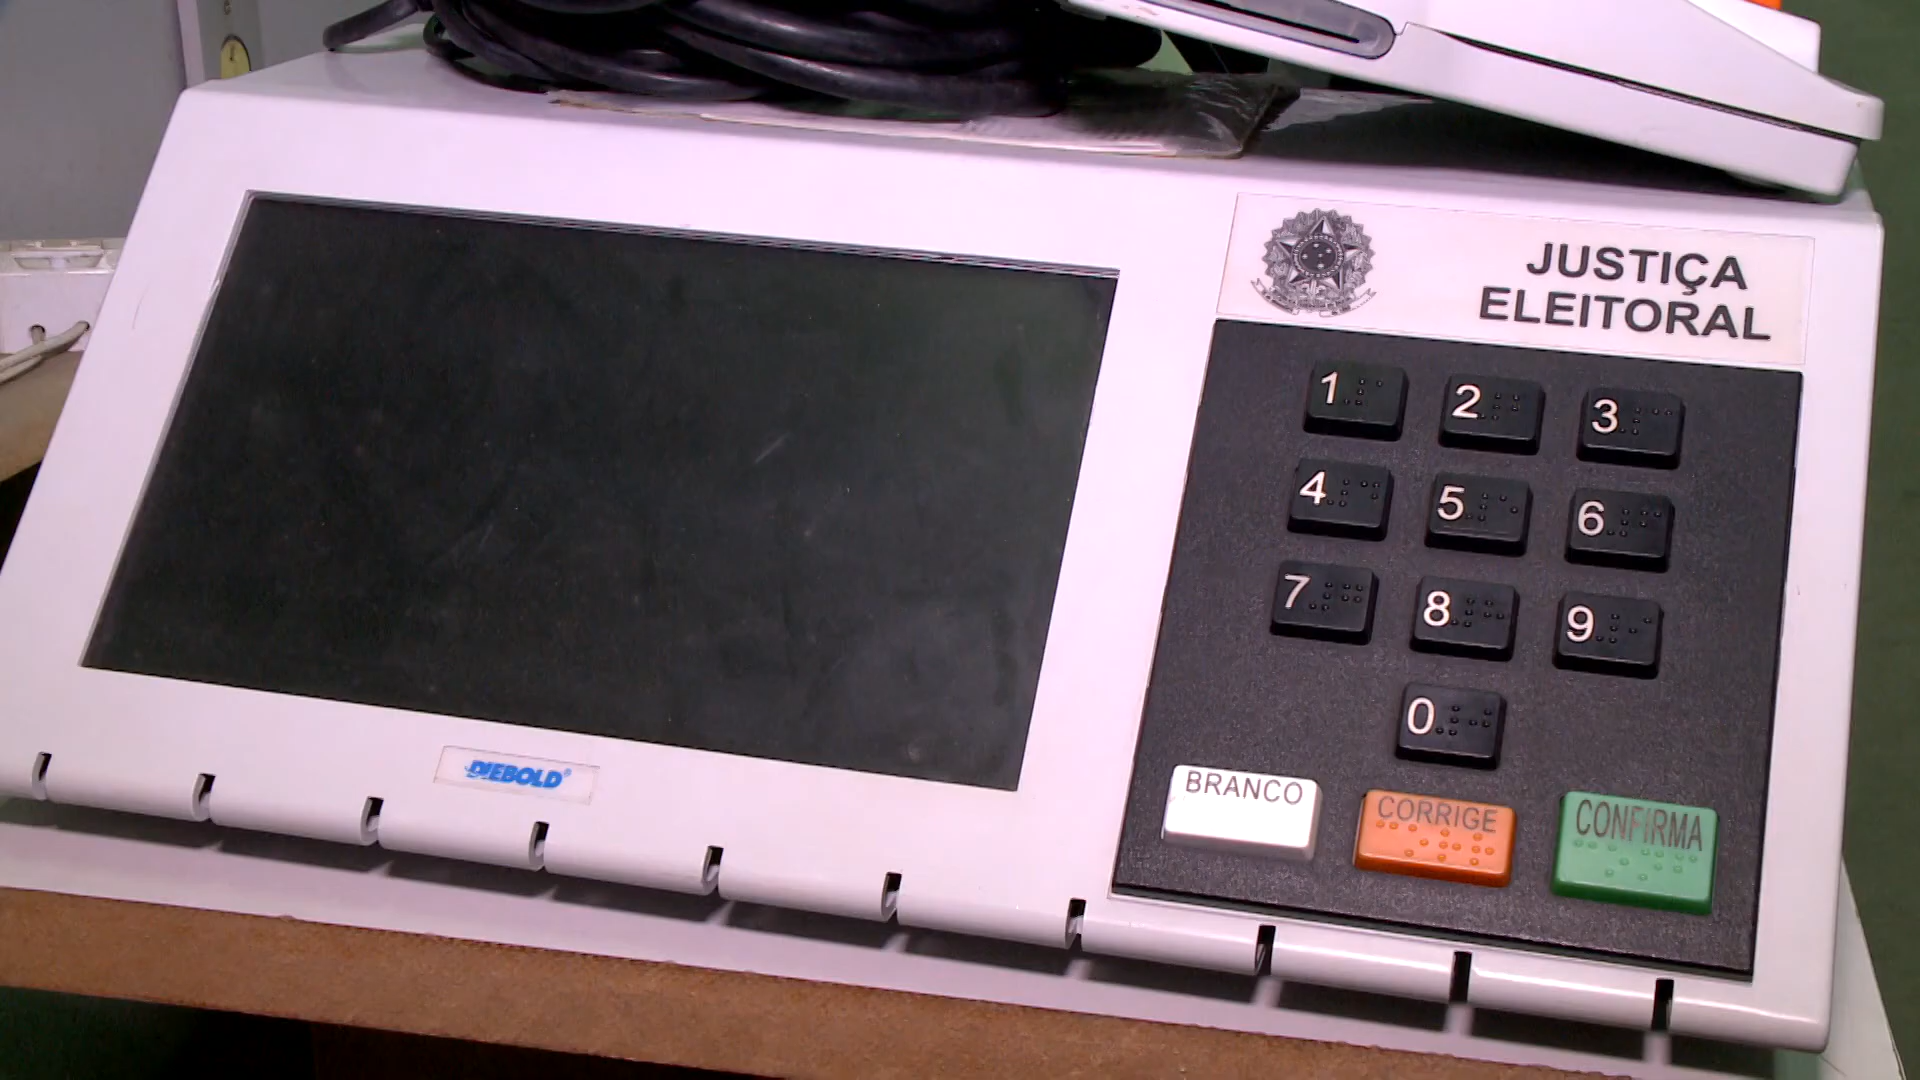 JUSTIÇA
ELEITORAL
1 2 3
4 5 6
7 8 9
0
BRANCO CORRIGE CONFIRMA
DIEBOLD®